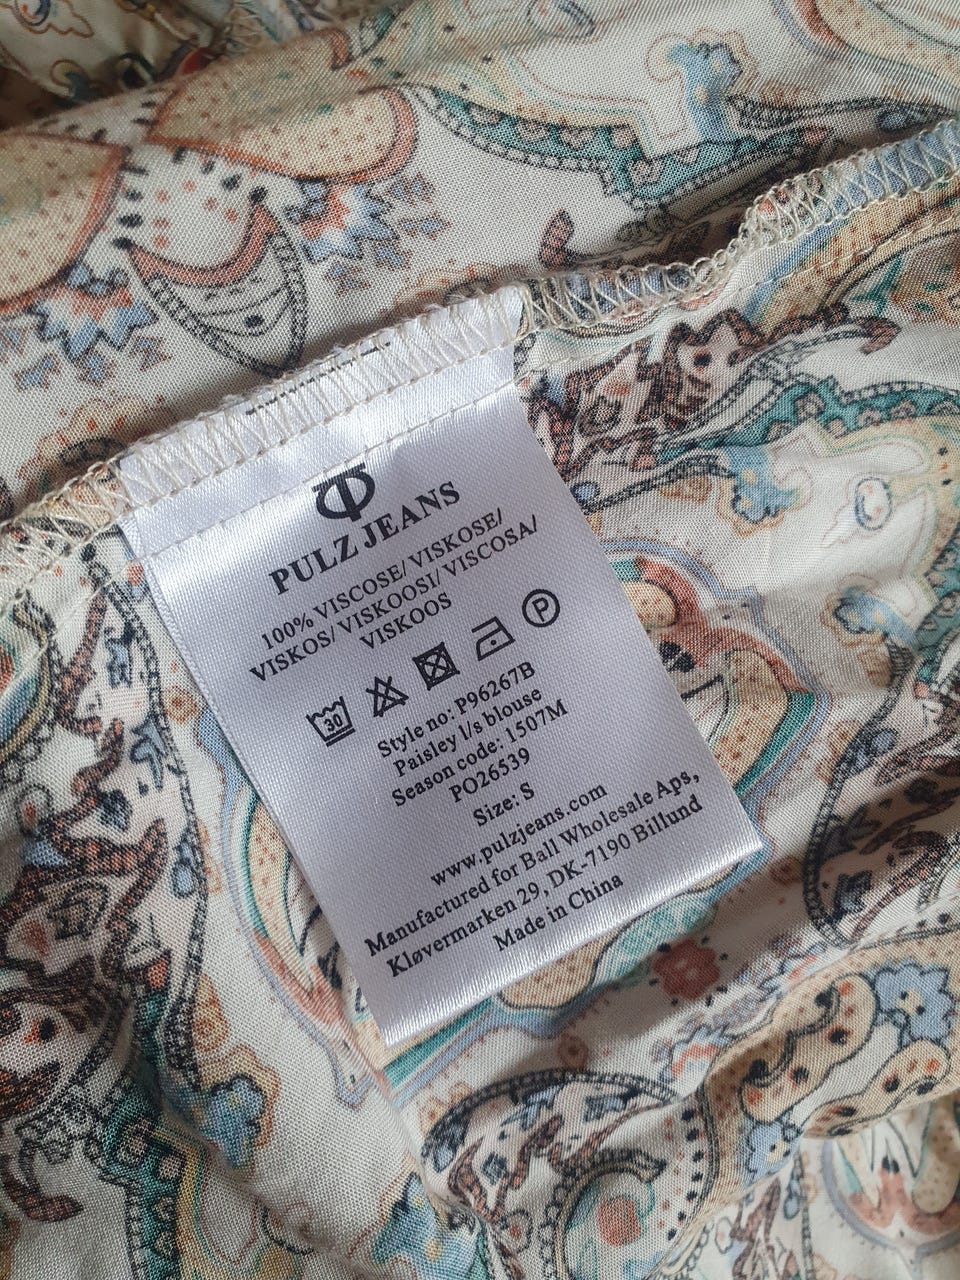 PULZ JEANS
100% VISCOSE/ VISKOSE/
VISKOS/ VISKOOSI/ VISCOSA/
VISKOOS
30
P
Style no: P96267B
Paisley l/s blouse
Season code: 1507M
PO26539
Size: S
www.pulzjeans.com
Manufactured for Ball Wholesale Aps,
Kløvermarken 29, DK-7190 Billund
Made in China